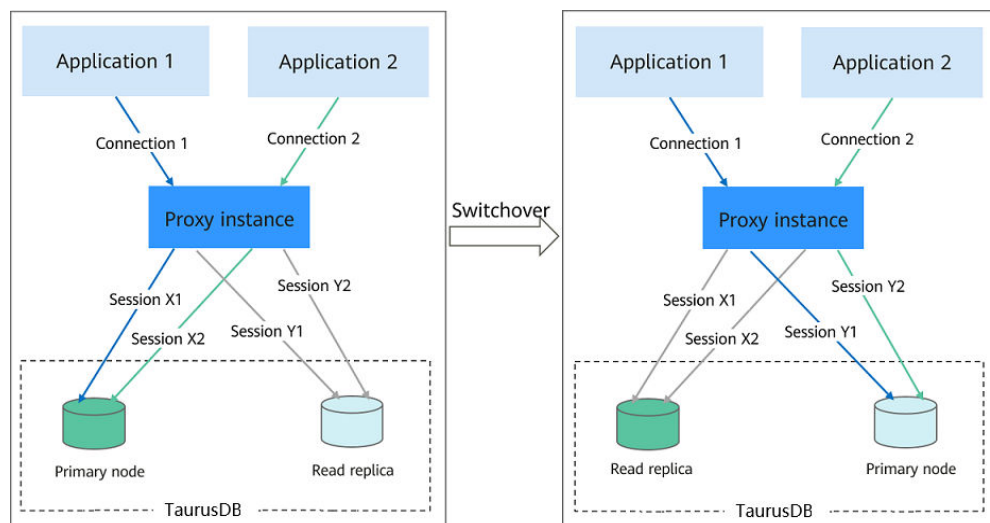 Application 1
Application 2
Connection 1
Connection 2
Proxy instance
Session X1
Session Y2
Session X2
Session Y1
Primary node
Read replica
TaurusDB
Switchover
Application 1
Application 2
Connection 1
Connection 2
Proxy instance
Session X1
Session Y2
Session X2
Session Y1
Read replica
Primary node
TaurusDB